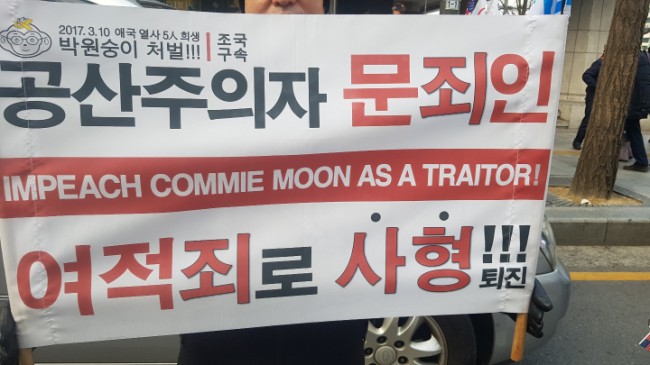 2017. 3.10 애국 열사 5人 희생
박원숭이 처벌!!!
조국
구속
공산주의자 문죄인
IMPEACH COMMIE MOON AS A TRAITOR!
여적죄로 사형!!!
퇴진